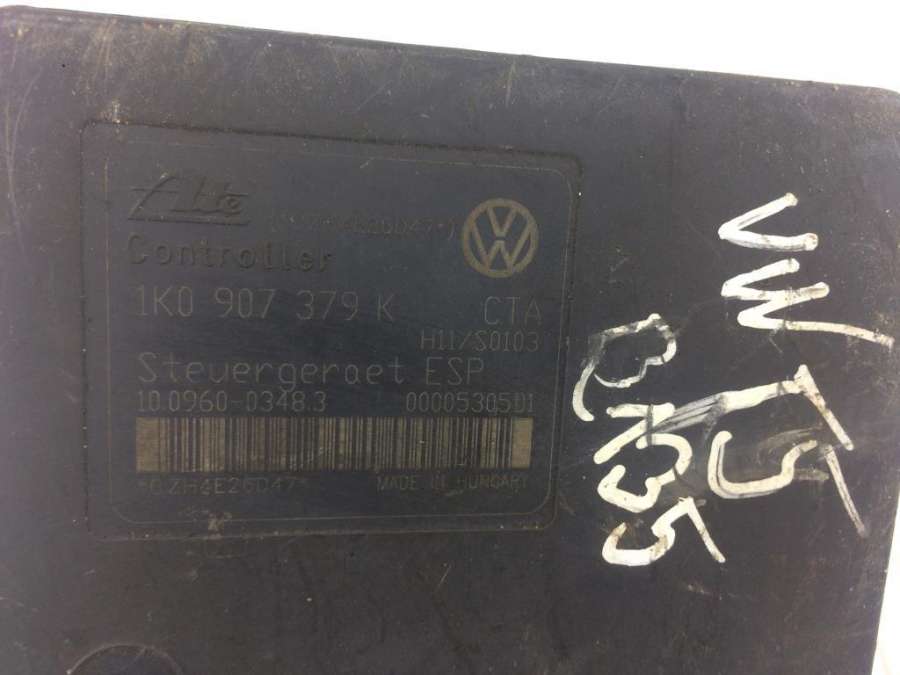 Ate
Controller
1K0 907 379 K CTA
H11/S0103
Steuergeraet ESP
10.0960-0348.3 00005305D1
*0ZH4E26D47*
MADE IN HUNGARY
VW T5